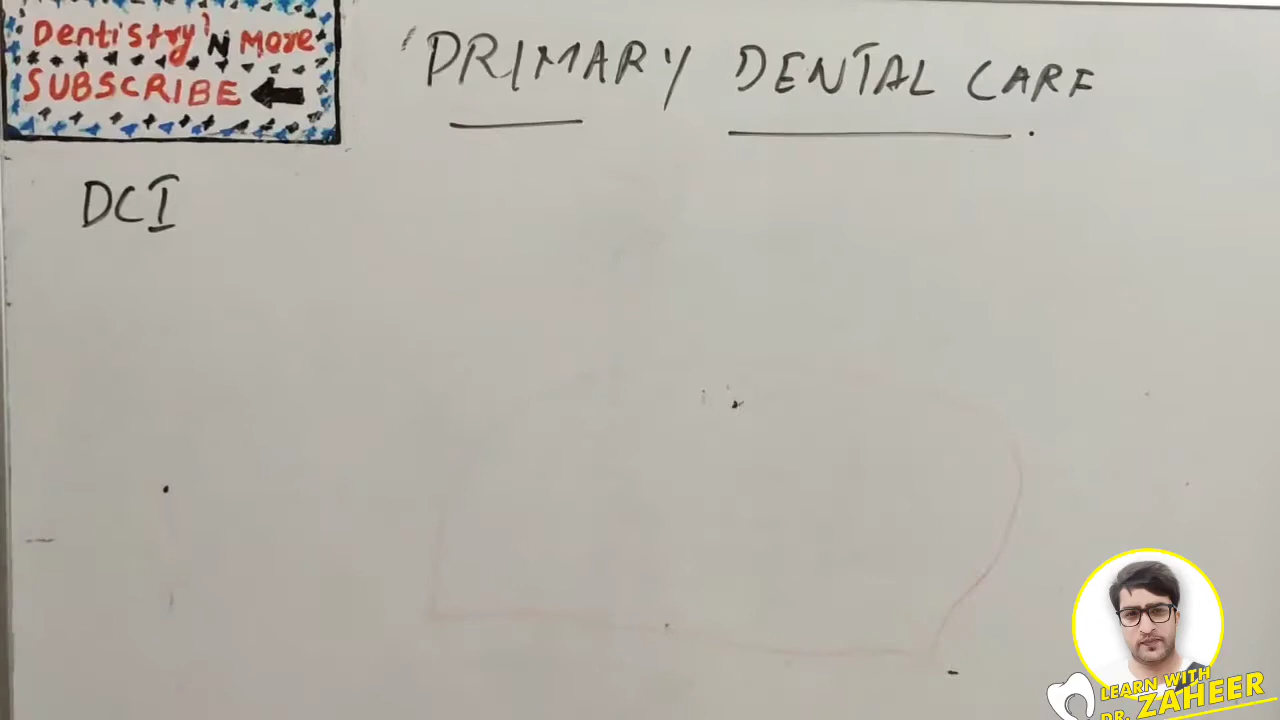 Dentistry'N More
SUBSCRIBE
'PRIMARY DENTAL CARE
DCI
LEARN WITH
DR. ZAHEER